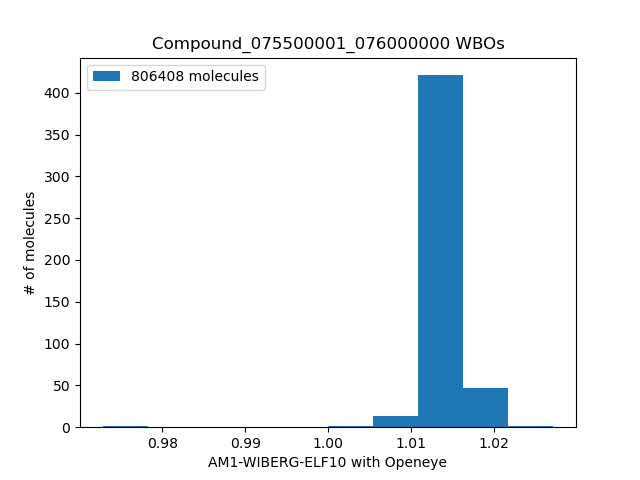 Compound_075500001_076000000 WBOs
806408 molecules
400
350
300
250
200
150
100
50
0
# of molecules
0.98 0.99 1.00 1.01 1.02
AM1-WIBERG-ELF10 with Openeye